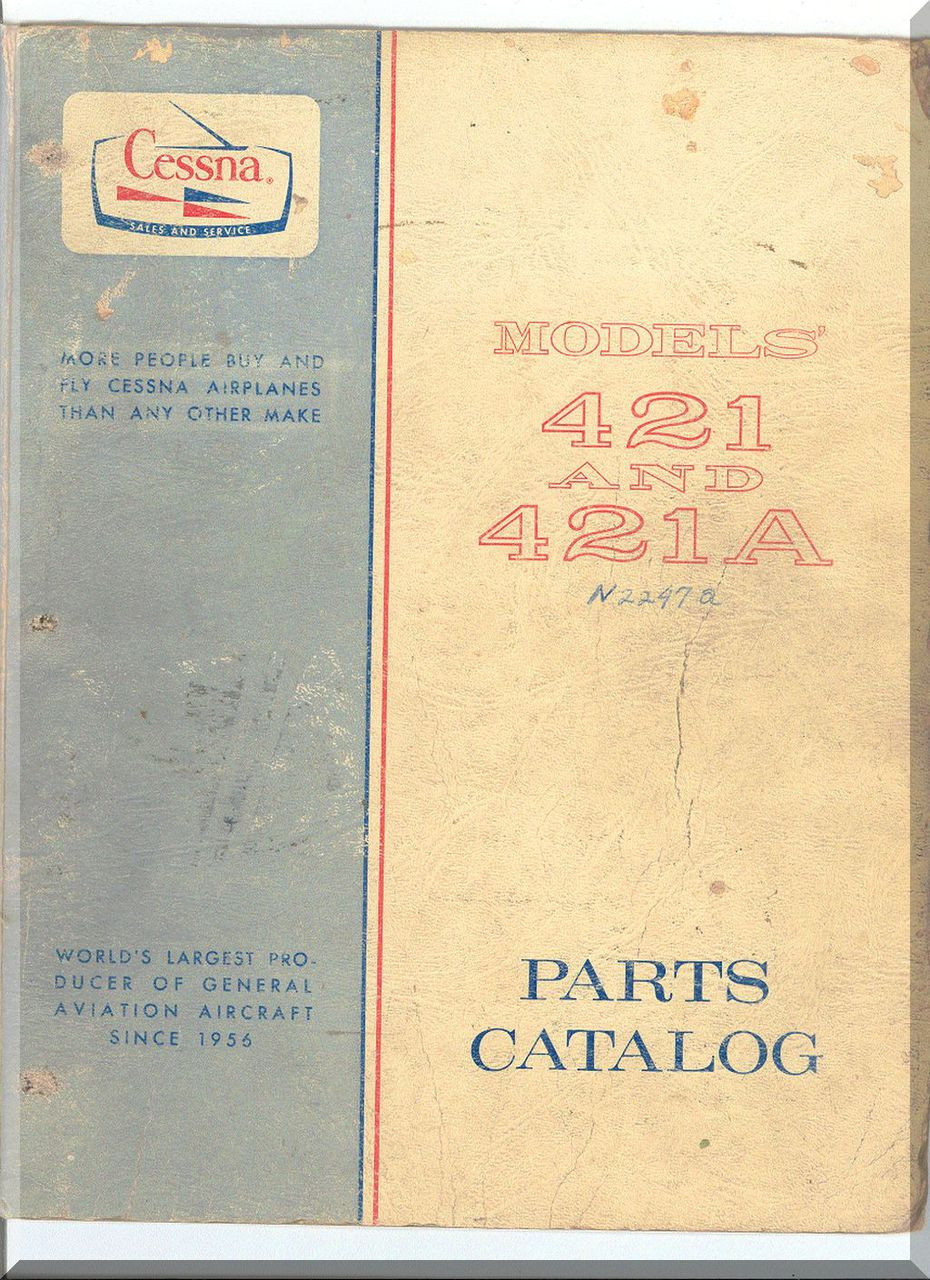 Cessna®
SALES AND SERVICE
MORE PEOPLE BUY AND
FLY CESSNA AIRPLANES
THAN ANY OTHER MAKE
WORLD'S LARGEST PRO-
DUCER OF GENERAL
AVIATION AIRCRAFT
SINCE 1956
MODELS'
421
AND
421A
N2247Q
PARTS
CATALOG